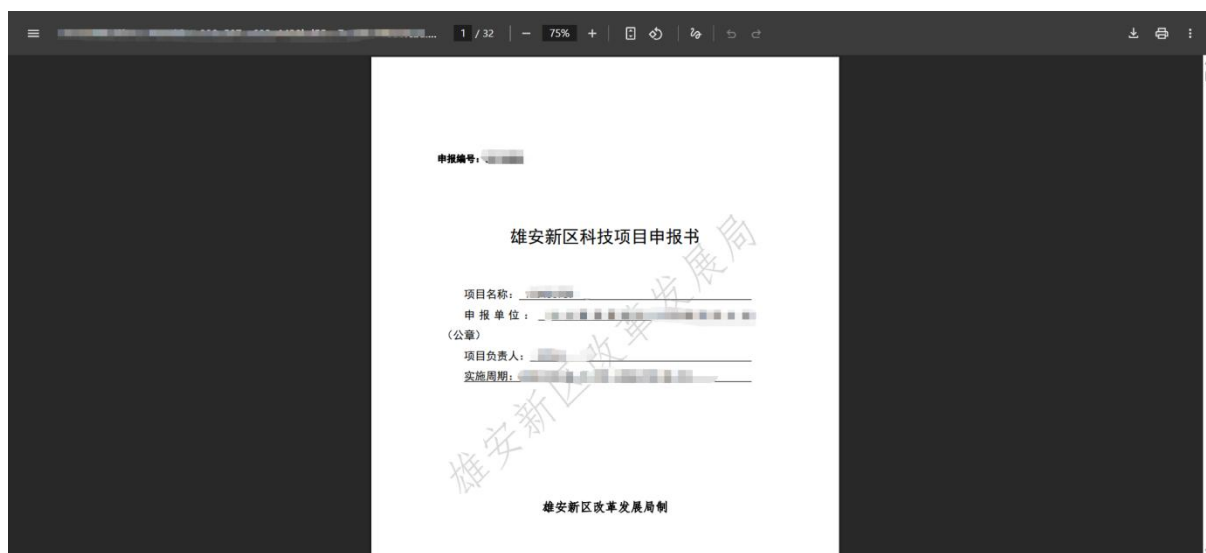 1 / 32
75%
申报编号：
雄安新区科技项目申报书
项目名称：
申报单位：
（公章）
项目负责人：
实施周期：
雄安新区改革发展局制
雄安新区改革发展局